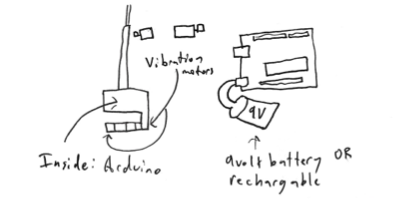 Vibration
motors
9V
Inside: Arduino
9volt battery OR
rechargable